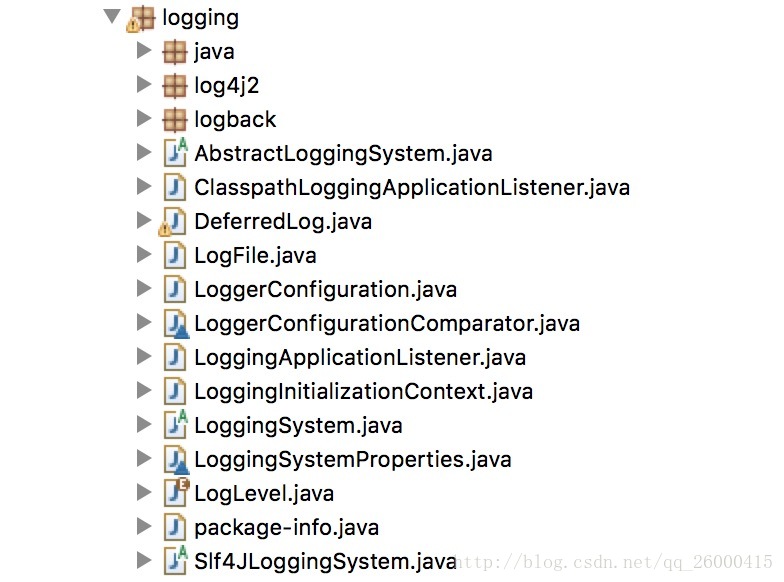 logging
java
log4j2
logback
AbstractLoggingSystem.java
ClasspathLoggingApplicationListener.java
DeferredLog.java
LogFile.java
LoggerConfiguration.java
LoggerConfigurationComparator.java
LoggingApplicationListener.java
LoggingInitializationContext.java
LoggingSystem.java
LoggingSystemProperties.java
LogLevel.java
package-info.java
Slf4JLoggingSystem.java
http://blog.csdn.net/qq_26000415